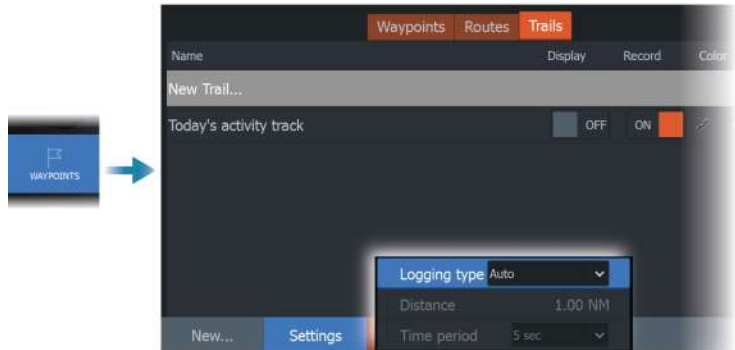 Waypoints Routes Trails
Name Display Record Color
New Trail...
Today's activity track OFF ON
WAYPOINTS
Logging type Auto
Distance 1.00 NM
New... Settings Time period 5 sec